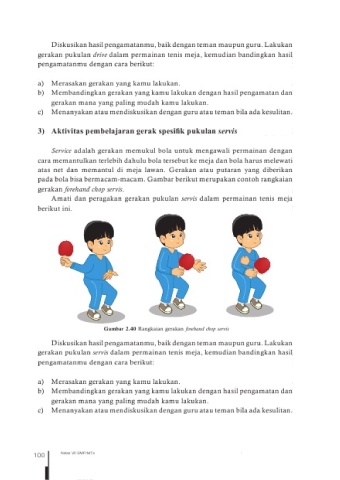 Diskusikan hasil pengamatanmu, baik dengan teman maupun guru. Lakukan
gerakan pukulan drive dalam permainan tenis meja, kemudian bandingkan hasil
pengamatanmu dengan cara berikut:
a) Merasakan gerakan yang kamu lakukan.
b) Membandingkan gerakan yang kamu lakukan dengan hasil pengamatan dan
gerakan mana yang paling mudah kamu lakukan.
c) Menanyakan atau mendiskusikan dengan guru atau teman bila ada kesulitan.
3) Aktivitas pembelajaran gerak spesifik pukulan servis
Service adalah gerakan memukul bola untuk mengawali permainan dengan
cara memantulkan terlebih dahulu bola tersebut ke meja dan bola harus melewati
atas net dan memantul di meja lawan. Gerakan atau putaran yang diberikan
pada bola bisa bermacam-macam. Gambar berikut merupakan contoh rangkaian
gerakan forehand chop servis.
Amati dan peragakan gerakan pukulan servis dalam permainan tenis meja
berikut ini.
Gambar 2.40 Rangkaian gerakan forehand chop servis
Diskusikan hasil pengamatanmu, baik dengan teman maupun guru. Lakukan
gerakan pukulan servis dalam permainan tenis meja, kemudian bandingkan hasil
pengamatanmu dengan cara berikut:
a) Merasakan gerakan yang kamu lakukan.
b) Membandingkan gerakan yang kamu lakukan dengan hasil pengamatan dan
gerakan mana yang paling mudah kamu lakukan.
c) Menanyakan atau mendiskusikan dengan guru atau teman bila ada kesulitan.
100 Kelas VII SMP/MTs